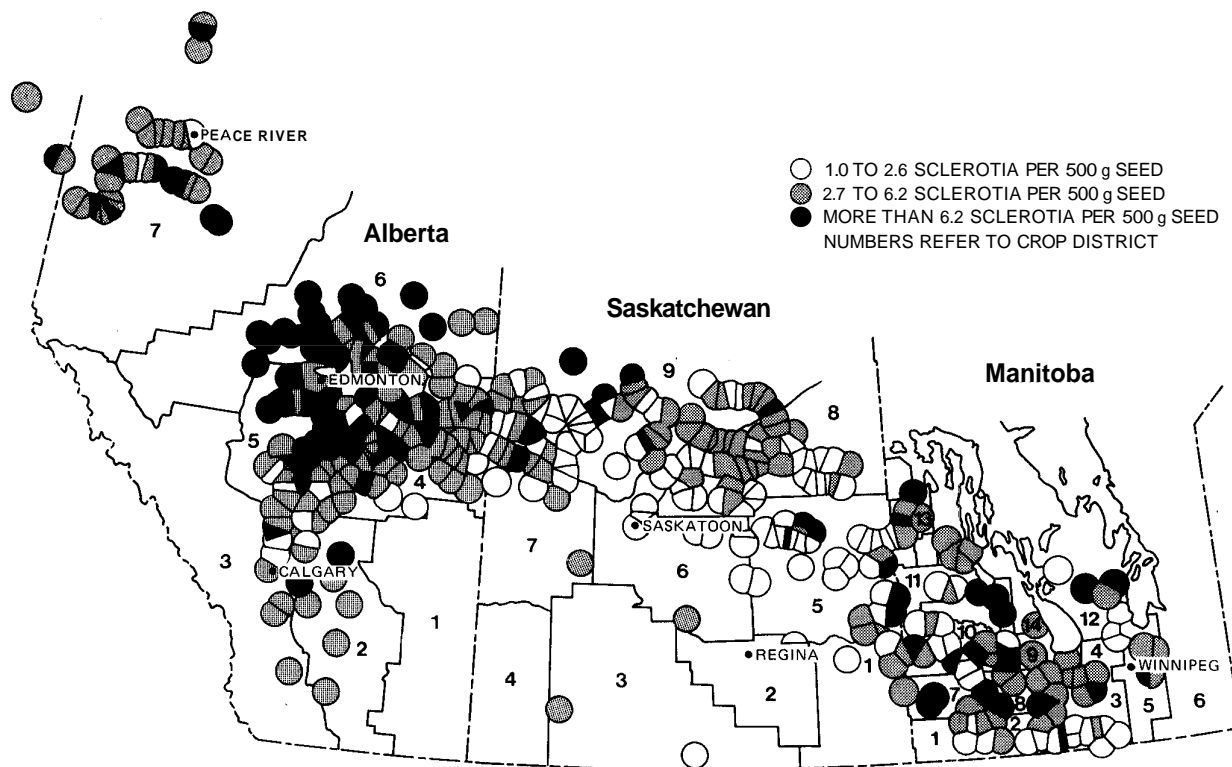 PEACE RIVER
1.0 TO 2.6 SCLEROTIA PER 500 g SEED
2.7 TO 6.2 SCLEROTIA PER 500 g SEED
MORE THAN 6.2 SCLEROTIA PER 500 g SEED
NUMBERS REFER TO CROP DISTRICT
7
Alberta
6
Saskatchewan
9
Manitoba
EDMONTON
8
5
4
SASKATOON
13
7
3
CALGARY
6
11
5
12
1
2
14
10
REGINA
1
9
4
WINNIPEG
4
3
2
7
8
3
5
6
2
1